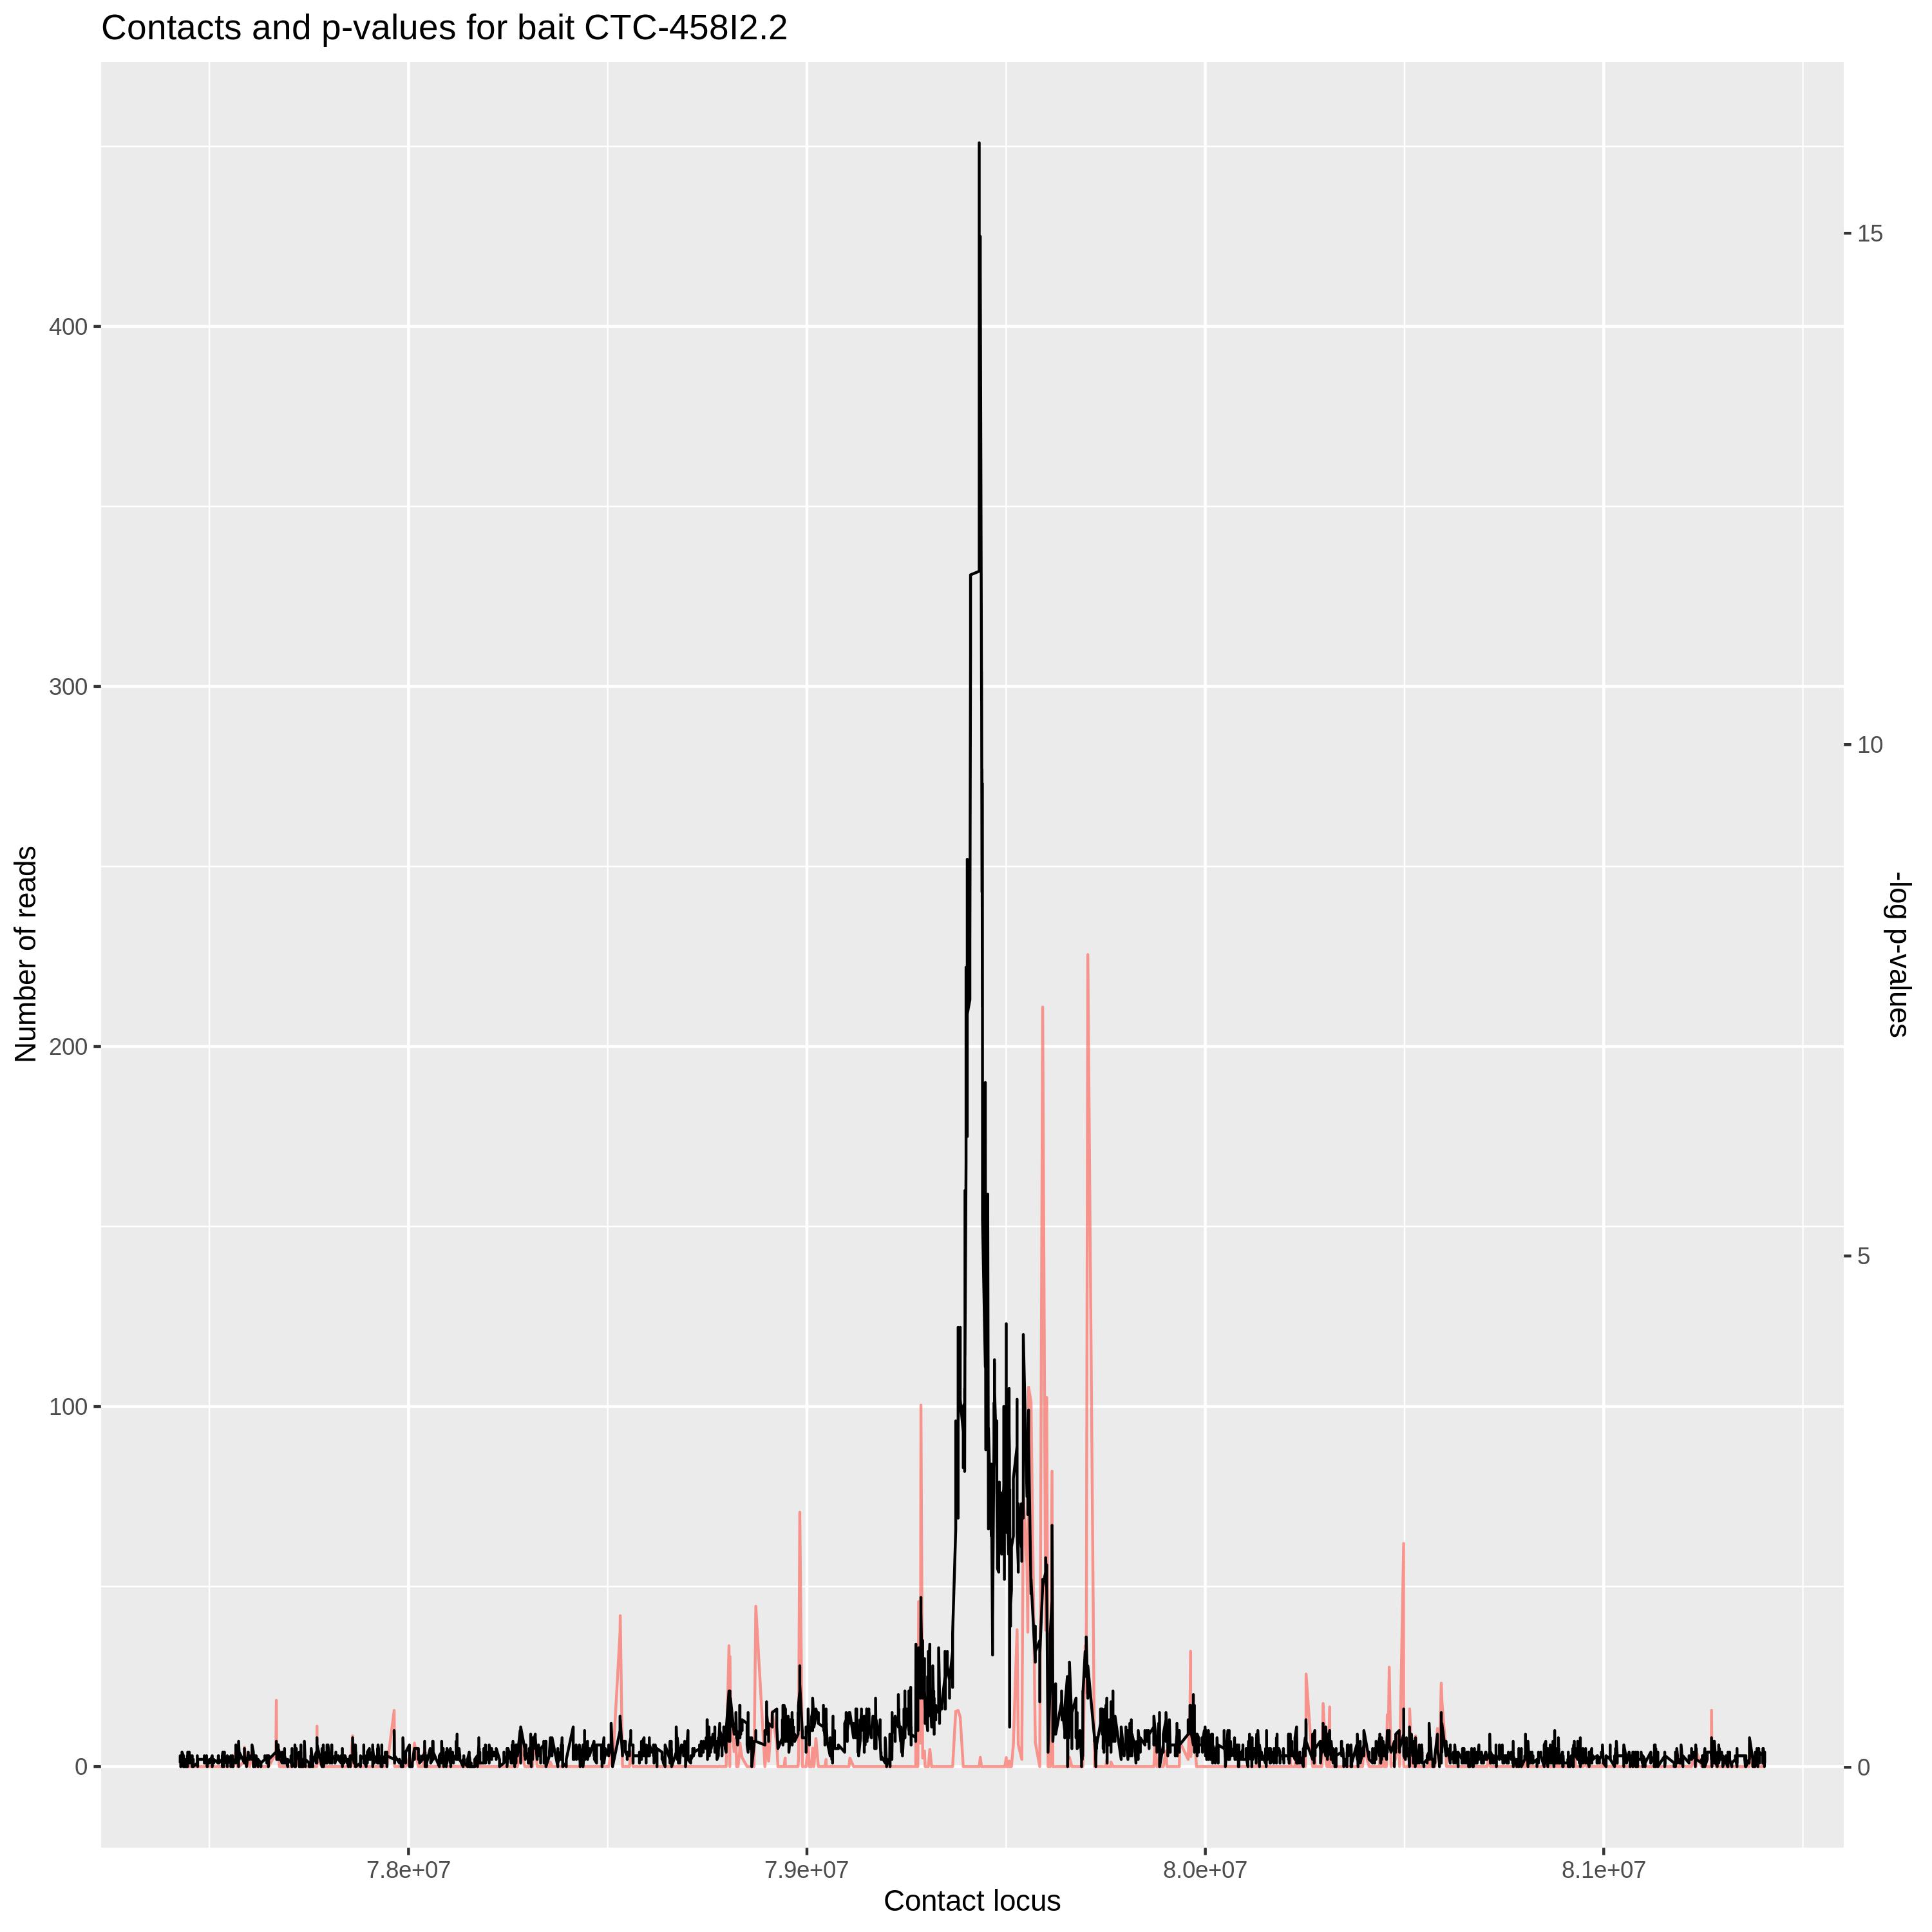 Contacts and p-values for bait CTC-458I2.2
400
300
200
100
0
Number of reads
15
10
5
0
-log p-values
7.8e+07
7.9e+07
8.0e+07
8.1e+07
Contact locus